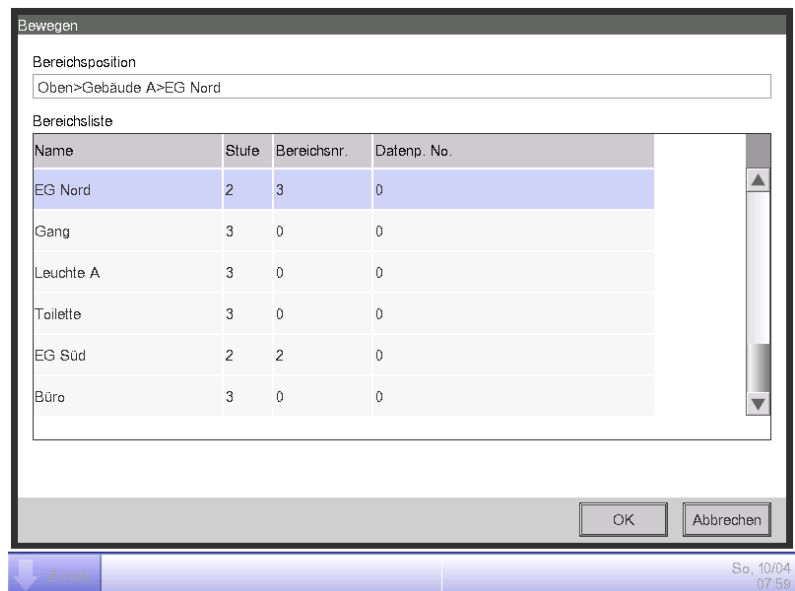 Bewegen
Bereichsposition
Oben>Gebäude A>EG Nord
Bereichsliste
Name Stufe Bereichsnr. Datenp. No.
EG Nord 2 3 0
Gang 3 0 0
Leuchte A 3 0 0
Toilette 3 0 0
EG Süd 2 2 0
Büro 3 0 0
OK Abbrechen
Zurück So, 10/04
07:59